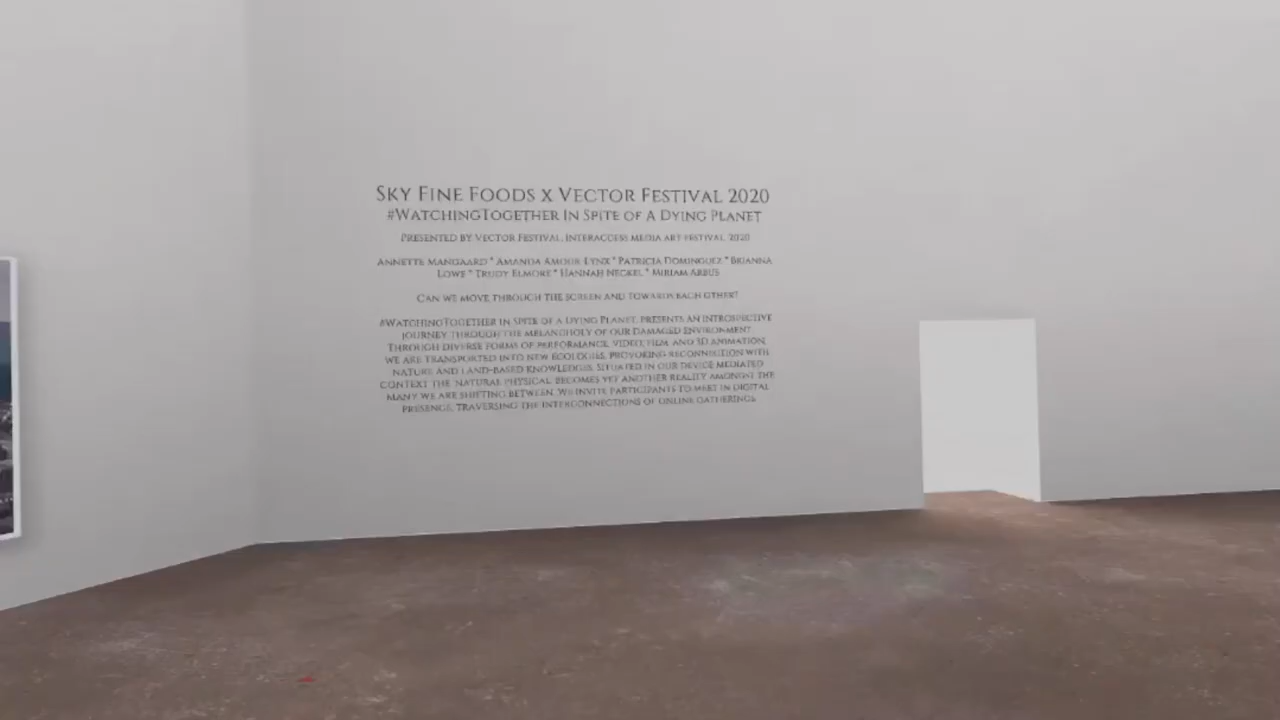 Sky Fine Foods x Vector Festival 2020
#WatchingTogether In Spite of A Dying Planet
Presented by Vector Festival, InterAccess Media Art Festival 2020
Annette Mangaard * Amanda Amour-Lynx * Patricia Dominguez * Brianna
Lowe * Trudy Elmore * Hannah Neckel * Miriam Arbus
Can we move through the screen and towards each other?
#WatchingTogether in Spite of a Dying Planet, presents an introspective
journey through the melancholy of our damaged environment.
Through diverse forms of performance, video, film, and 3D animation,
we are transported into new ecologies, provoking reconnection with
nature and land-based knowledges. Situated in our device mediated
context the natural physical becomes yet another reality amongst the
many we are shifting between. We invite participants to meet in digital
presence, traversing the interconnections of online gatherings.